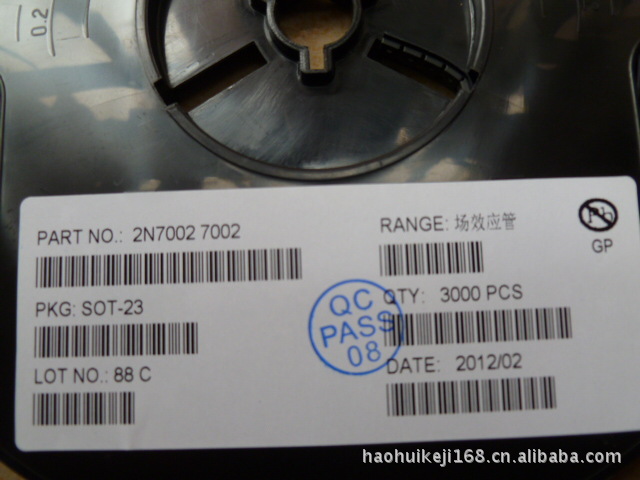 0.2
PART NO.: 2N7002 7002
RANGE: 场效应管
Pb
GP
PKG: SOT-23
QTY: 3000 PCS
QC
PASS
08
LOT NO.: 88 C
DATE: 2012/02
haohuikeji168.cn.alibaba.com